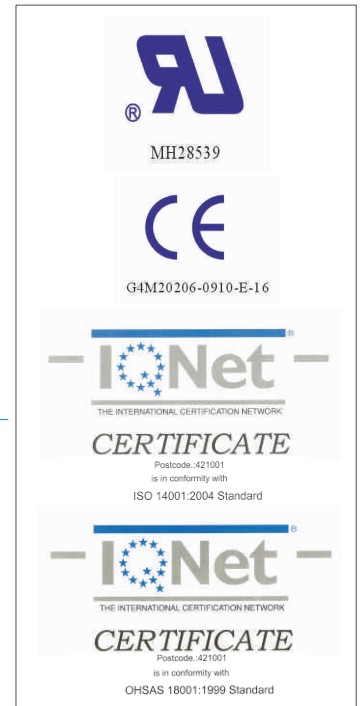 ®
MH28539
CE
G4M20206-0910-E-16
®
IQNet
THE INTERNATIONAL CERTIFICATION NETWORK
CERTIFICATE
Postcode.:421001
is in conformity with
ISO 14001:2004 Standard
®
IQNet
THE INTERNATIONAL CERTIFICATION NETWORK
CERTIFICATE
Postcode.:421001
is in conformity with
OHSAS 18001:1999 Standard